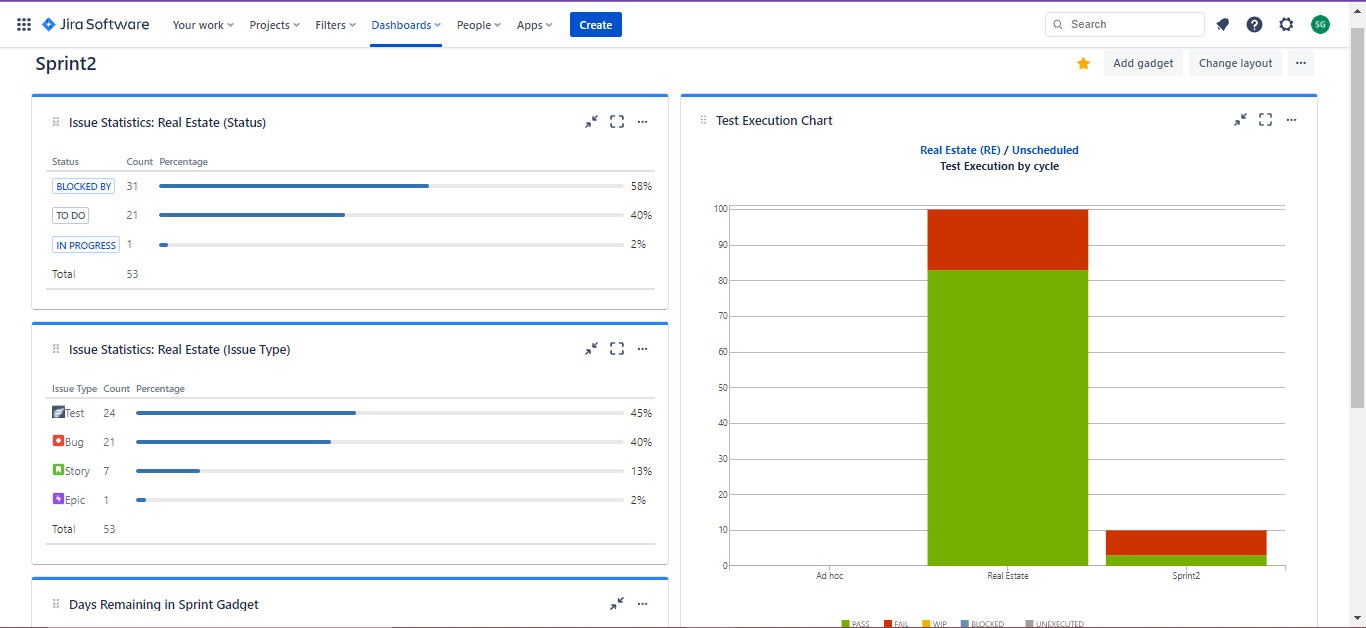 Jira Software Your work Projects Filters Dashboards People Apps Create Search SG
Sprint2 Add gadget Change layout
Issue Statistics: Real Estate (Status)
Status Count Percentage
BLOCKED BY 31 58%
TO DO 21 40%
IN PROGRESS 1 2%
Total 53
Issue Statistics: Real Estate (Issue Type)
Issue Type Count Percentage
Test 24 45%
Bug 21 40%
Story 7 13%
Epic 1 2%
Total 53
Days Remaining in Sprint Gadget
Test Execution Chart
Real Estate (RE) / Unscheduled
Test Execution by cycle
100
90
80
70
60
50
40
30
20
10
0
Ad hoc Real Estate Sprint2
PASS FAIL WIP BLOCKED UNEXECUTED